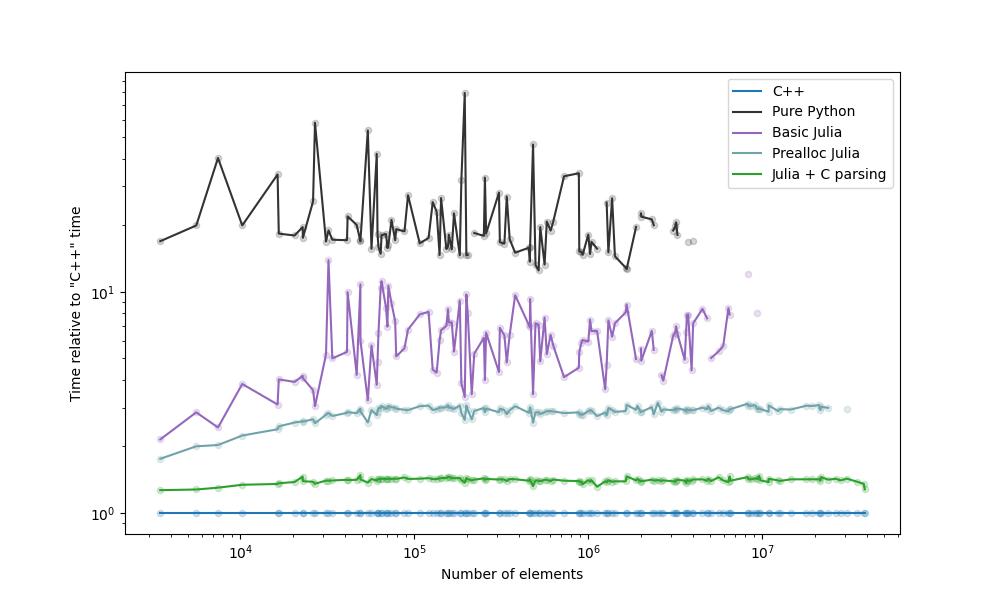 C++
Pure Python
Basic Julia
Prealloc Julia
Julia + C parsing
Time relative to "C++" time
10¹
10⁰
10⁴
10⁵
10⁶
10⁷
Number of elements